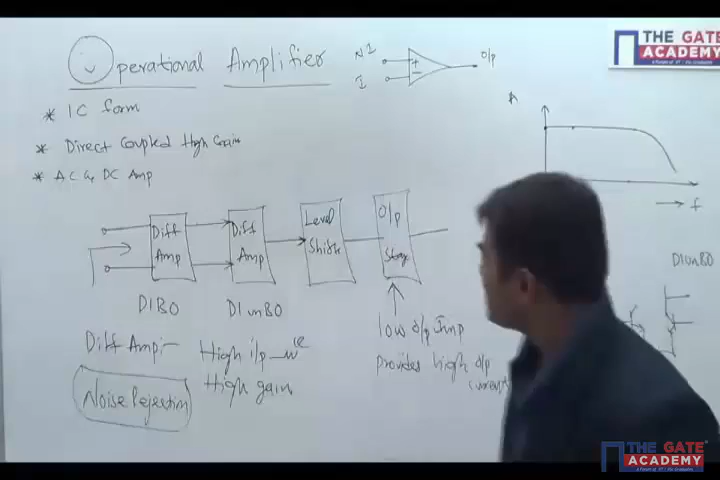 Operational Amplifier
NI
I
+
-
O/p
A
* IC form
* Direct Coupled High Gain
* AC & DC Amp
f
Diff Amp
Diff Amp
Level Shift
O/p Stage
DIBO
DIunBO
DIunBO
Diff Amp:-
High i/p
High gain
Noise Rejection
low o/p Imp
provides high o/p
current
THE GATE
ACADEMY
THE GATE
ACADEMY